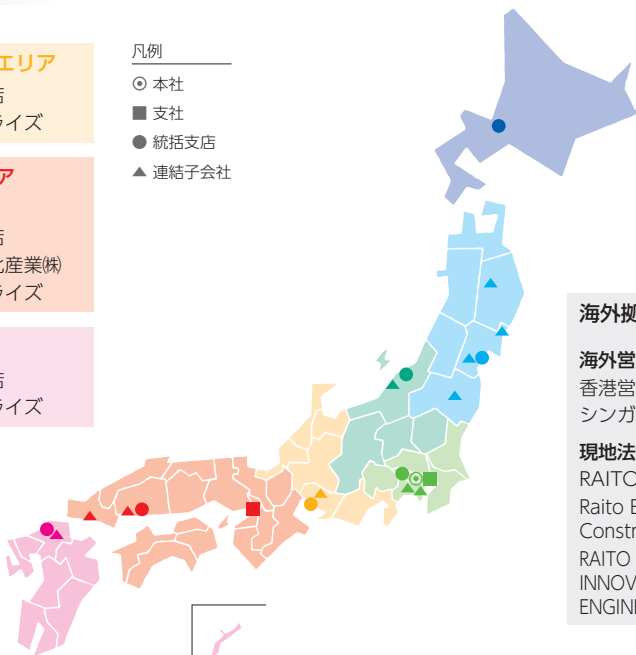 エリア
店
ライズ
ア
店
産業㈱
ライズ
店
ライズ
凡例
本社
支社
統括支店
連結子会社
海外拠
海外営
香港営
シンガ
現地法
RAITO
Raito E
Constr
RAITO
INNOV
ENGIN